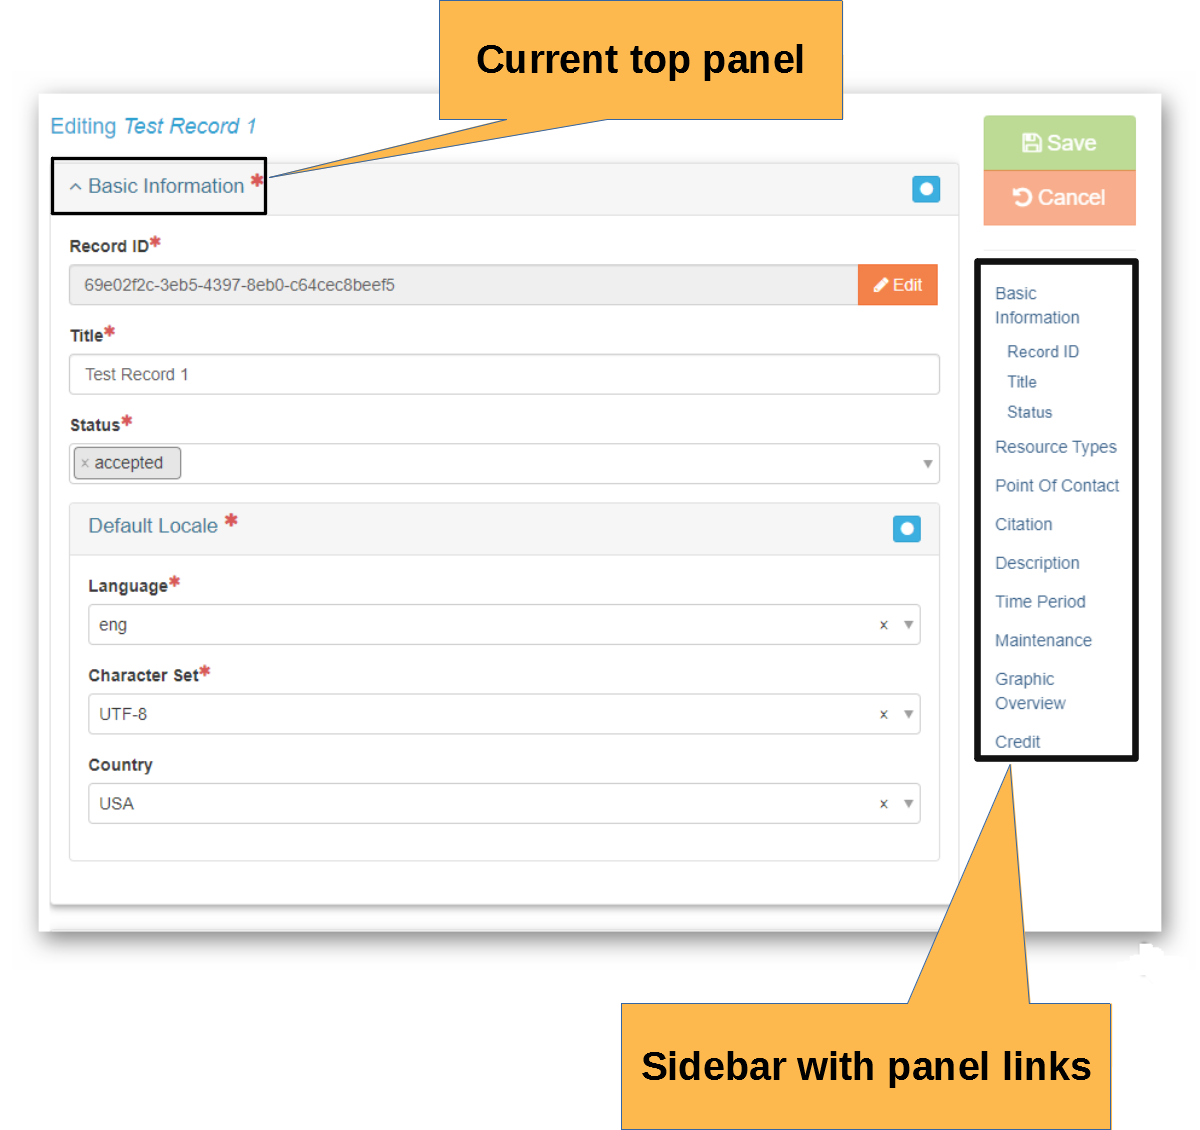 Current top panel
Editing Test Record 1
Save
Basic Information *
Cancel
Record ID*
69e02f2c-3eb5-4397-8eb0-c64cec8beef5
Edit
Title*
Test Record 1
Status*
× accepted
Default Locale *
Language*
eng
×
Character Set*
UTF-8
×
Country
USA
×
Basic
Information
Record ID
Title
Status
Resource Types
Point Of Contact
Citation
Description
Time Period
Maintenance
Graphic
Overview
Credit
Sidebar with panel links